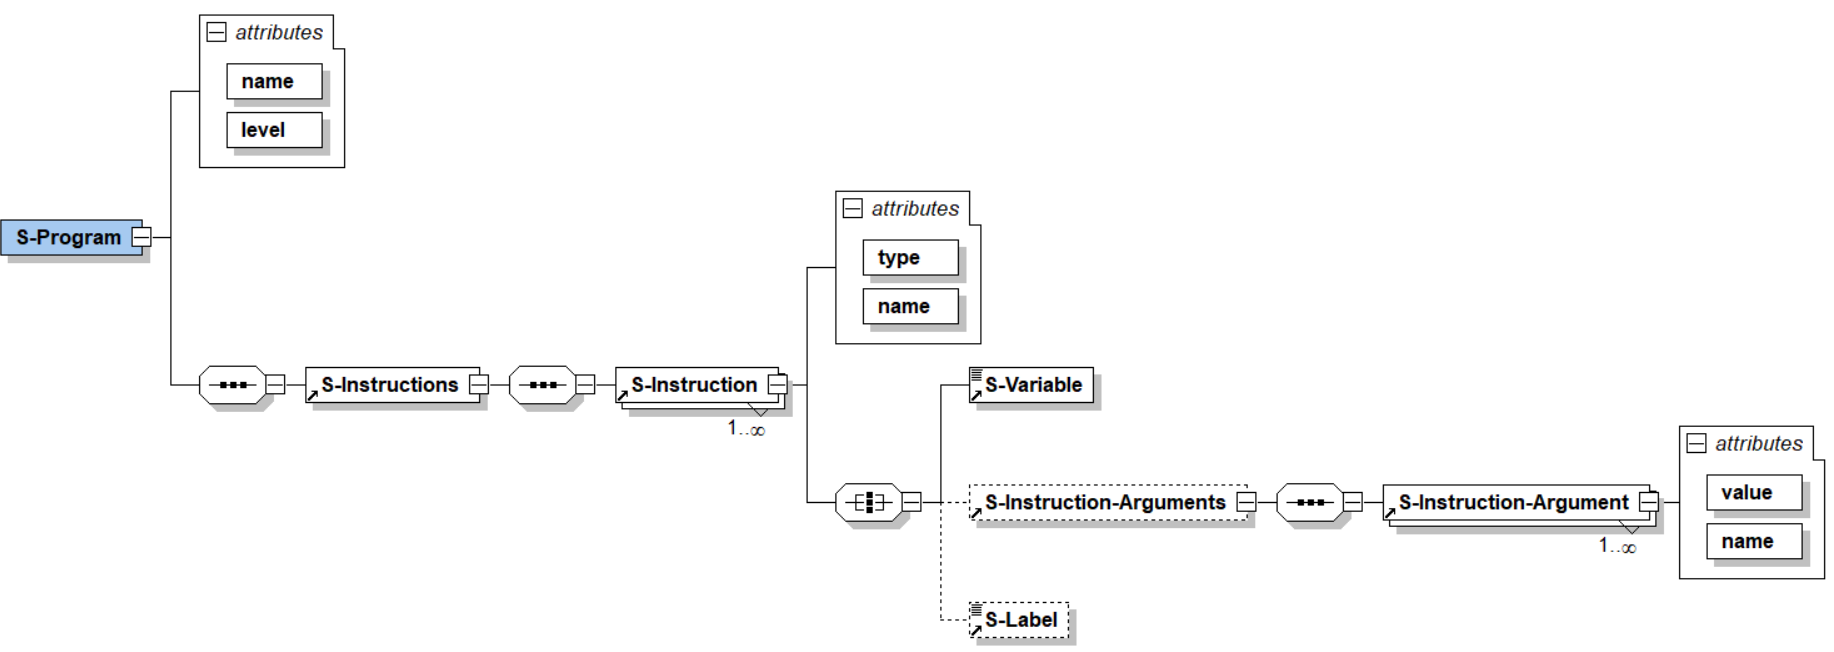 attributes
name
level
S-Program
attributes
type
name
S-Instructions
S-Instruction
1..∞
S-Variable
attributes
value
name
S-Instruction-Arguments
S-Instruction-Argument
1..∞
S-Label